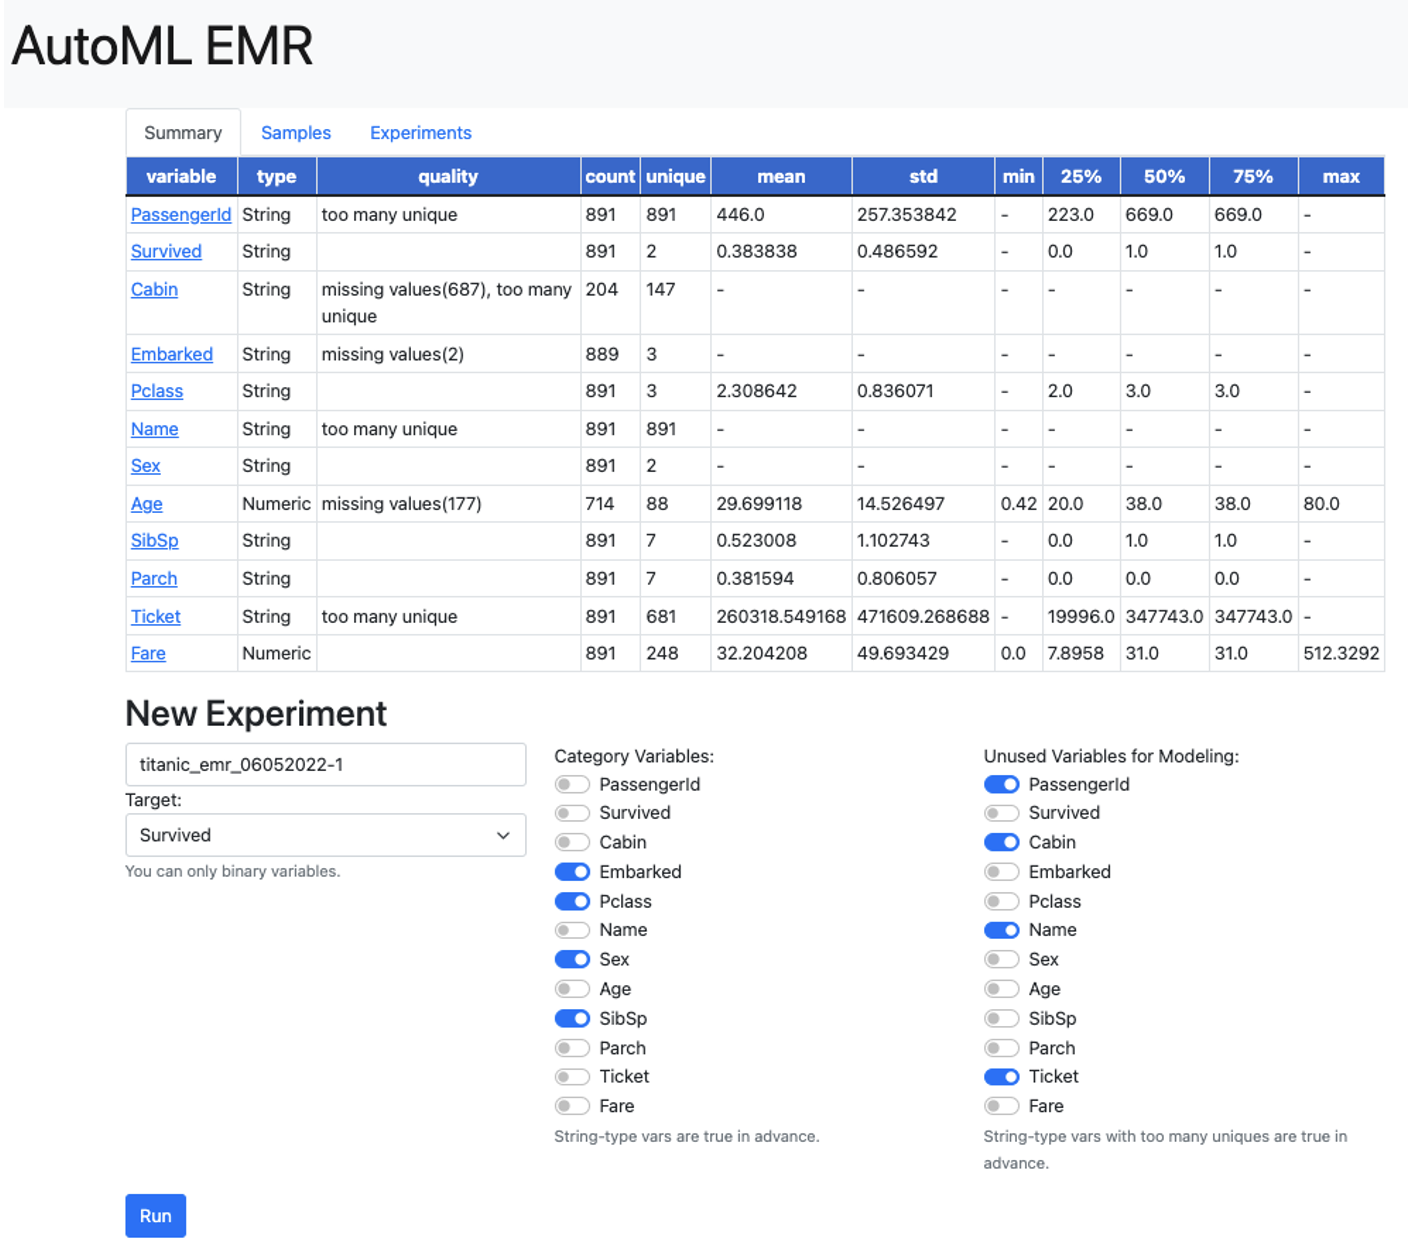 AutoML EMR
Summary Samples Experiments
variable type quality count unique mean std min 25% 50% 75% max
PassengerId String too many unique 891 891 446.0 257.353842 - 223.0 669.0 669.0 -
Survived String 891 2 0.383838 0.486592 - 0.0 1.0 1.0 -
Cabin String missing values(687), too many 204 147 - - - - - - -
unique
Embarked String missing values(2) 889 3 - - - - - - -
Pclass String 891 3 2.308642 0.836071 - 2.0 3.0 3.0 -
Name String too many unique 891 891 - - - - - - -
Sex String 891 2 - - - - - - -
Age Numeric missing values(177) 714 88 29.699118 14.526497 0.42 20.0 38.0 38.0 80.0
SibSp String 891 7 0.523008 1.102743 - 0.0 1.0 1.0 -
Parch String 891 7 0.381594 0.806057 - 0.0 0.0 0.0 -
Ticket String too many unique 891 681 260318.549168 471609.268688 - 19996.0 347743.0 347743.0 -
Fare Numeric 891 248 32.204208 49.693429 0.0 7.8958 31.0 31.0 512.3292
New Experiment
titanic_emr_06052022-1
Target:
Survived
You can only binary variables.
Category Variables:
PassengerId
Survived
Cabin
Embarked
Pclass
Name
Sex
Age
SibSp
Parch
Ticket
Fare
String-type vars are true in advance.
Unused Variables for Modeling:
PassengerId
Survived
Cabin
Embarked
Pclass
Name
Sex
Age
SibSp
Parch
Ticket
Fare
String-type vars with too many uniques are true in
advance.
Run